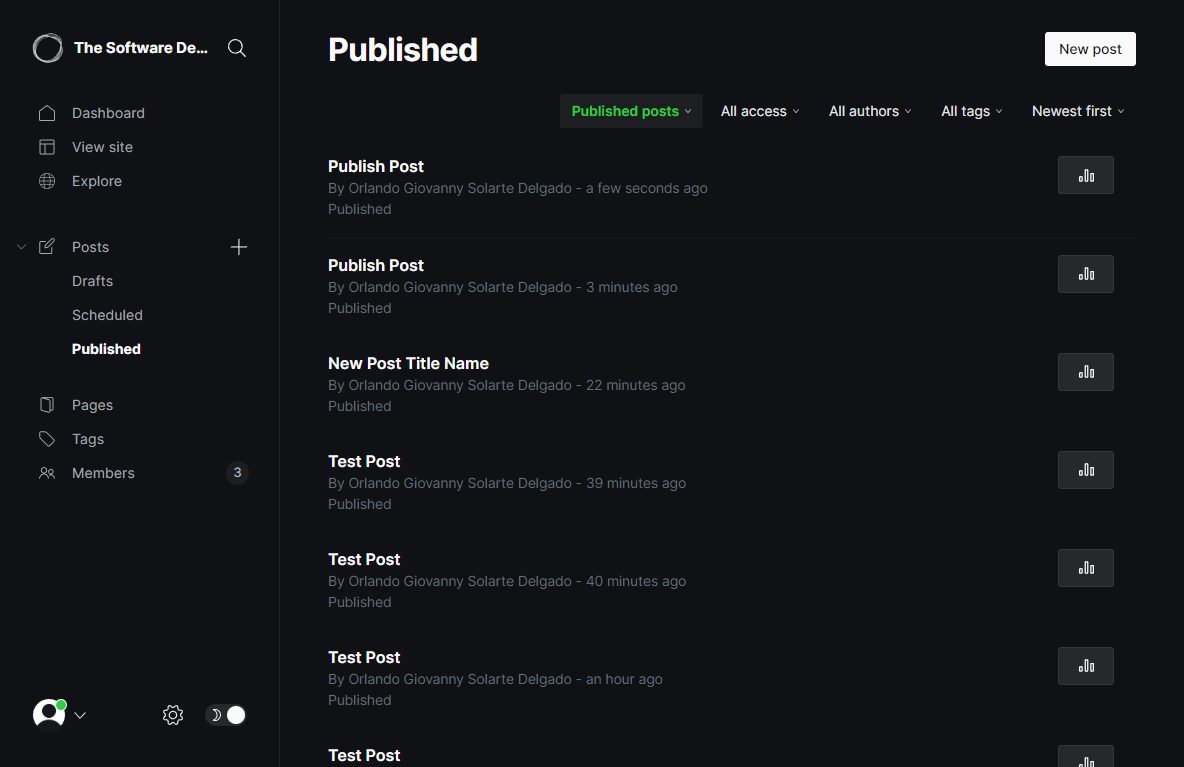 The Software De...
Dashboard
View site
Explore
Posts
Drafts
Scheduled
Published
Pages
Tags
Members
3
Published
New post
Published posts
All access
All authors
All tags
Newest first
Publish Post
By Orlando Giovanny Solarte Delgado - a few seconds ago
Published
Publish Post
By Orlando Giovanny Solarte Delgado - 3 minutes ago
Published
New Post Title Name
By Orlando Giovanny Solarte Delgado - 22 minutes ago
Published
Test Post
By Orlando Giovanny Solarte Delgado - 39 minutes ago
Published
Test Post
By Orlando Giovanny Solarte Delgado - 40 minutes ago
Published
Test Post
By Orlando Giovanny Solarte Delgado - an hour ago
Published
Test Post